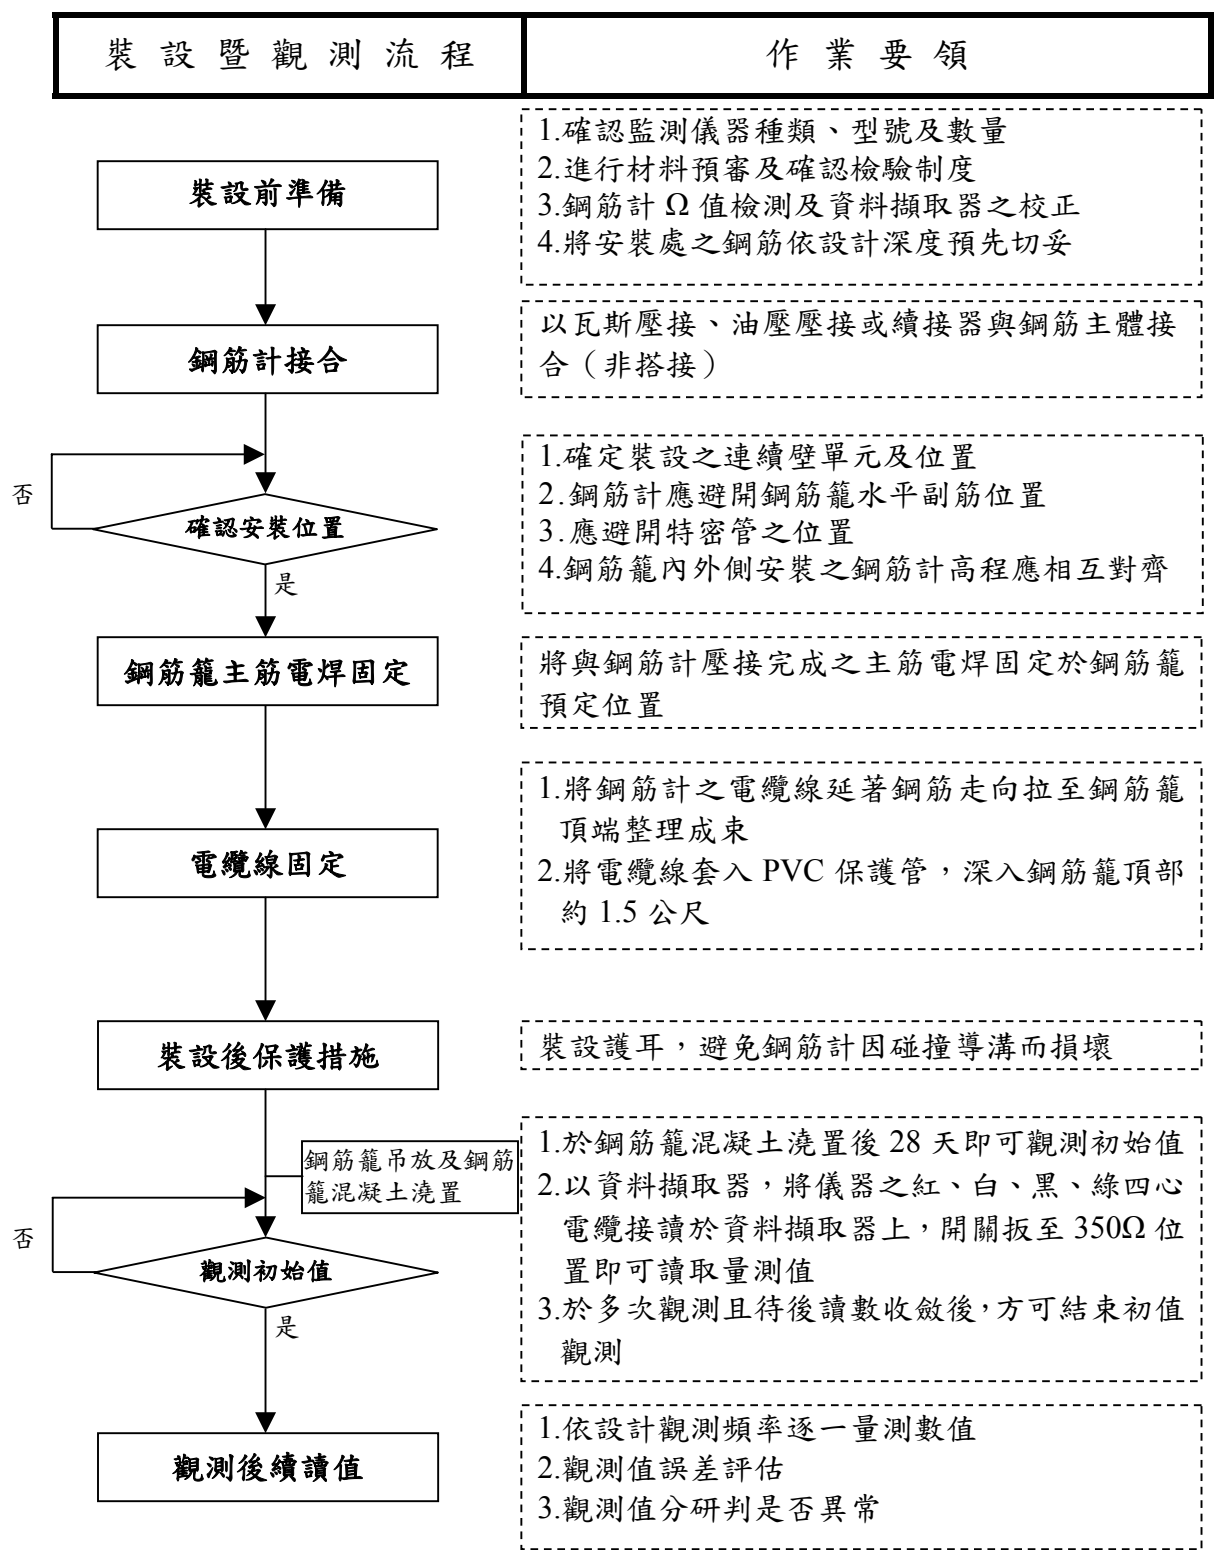 裝設暨觀測流程
作業要領
裝設前準備
1.確認監測儀器種類、型號及數量
2.進行材料預審及確認檢驗制度
3.鋼筋計 Ω 值檢測及資料擷取器之校正
4.將安裝處之鋼筋依設計深度預先切妥
鋼筋計接合
以瓦斯壓接、油壓壓接或續接器與鋼筋主體接
合（非搭接）
否
確認安裝位置
是
1.確定裝設之連續壁單元及位置
2.鋼筋計應避開鋼筋籠水平副筋位置
3.應避開特密管之位置
4.鋼筋籠內外側安裝之鋼筋計高程應相互對齊
鋼筋籠主筋電焊固定
將與鋼筋計壓接完成之主筋電焊固定於鋼筋籠
預定位置
電纜線固定
1.將鋼筋計之電纜線延著鋼筋走向拉至鋼筋籠
頂端整理成束
2.將電纜線套入 PVC 保護管，深入鋼筋籠頂部
約 1.5 公尺
裝設後保護措施
裝設護耳，避免鋼筋計因碰撞導溝而損壞
鋼筋籠吊放及鋼筋
籠混凝土澆置
否
觀測初始值
是
1.於鋼筋籠混凝土澆置後 28 天即可觀測初始值
2.以資料擷取器，將儀器之紅、白、黑、綠四心
電纜接讀於資料擷取器上，開關扳至 350Ω 位
置即可讀取量測值
3.於多次觀測且待後讀數收斂後，方可結束初值
觀測
觀測後續讀值
1.依設計觀測頻率逐一量測數值
2.觀測值誤差評估
3.觀測值分研判是否異常